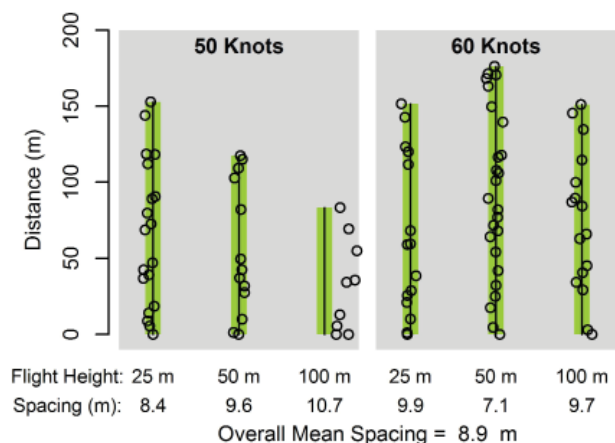 50 Knots 60 Knots
Distance (m)
200
150
100
50
0
Flight Height: 25 m 50 m 100 m 25 m 50 m 100 m
Spacing (m): 8.4 9.6 10.7 9.9 7.1 9.7
Overall Mean Spacing = 8.9 m